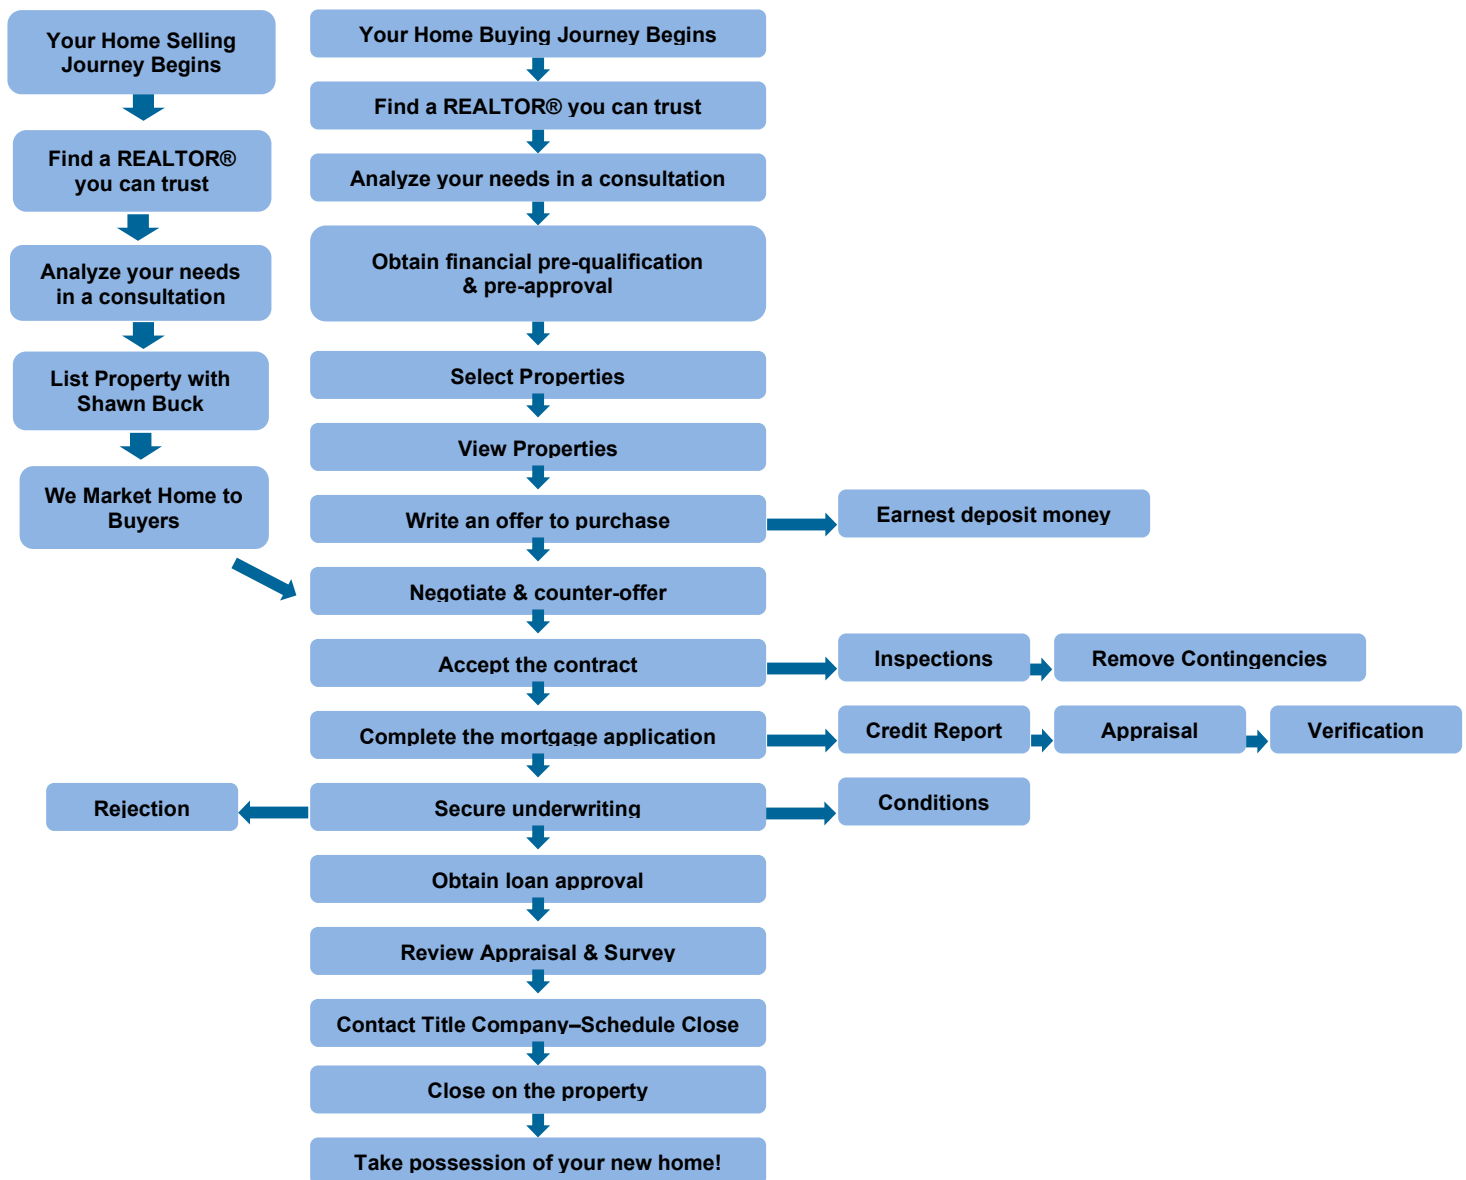 Your Home Selling
Journey Begins
Find a REALTOR®
you can trust
Analyze your needs
in a consultation
List Property with
Shawn Buck
We Market Home to
Buyers
Your Home Buying Journey Begins
Find a REALTOR® you can trust
Analyze your needs in a consultation
Obtain financial pre-qualification
& pre-approval
Select Properties
View Properties
Write an offer to purchase
Earnest deposit money
Negotiate & counter-offer
Accept the contract
Inspections
Remove Contingencies
Complete the mortgage application
Credit Report
Appraisal
Verification
Rejection
Secure underwriting
Conditions
Obtain loan approval
Review Appraisal & Survey
Contact Title Company–Schedule Close
Close on the property
Take possession of your new home!